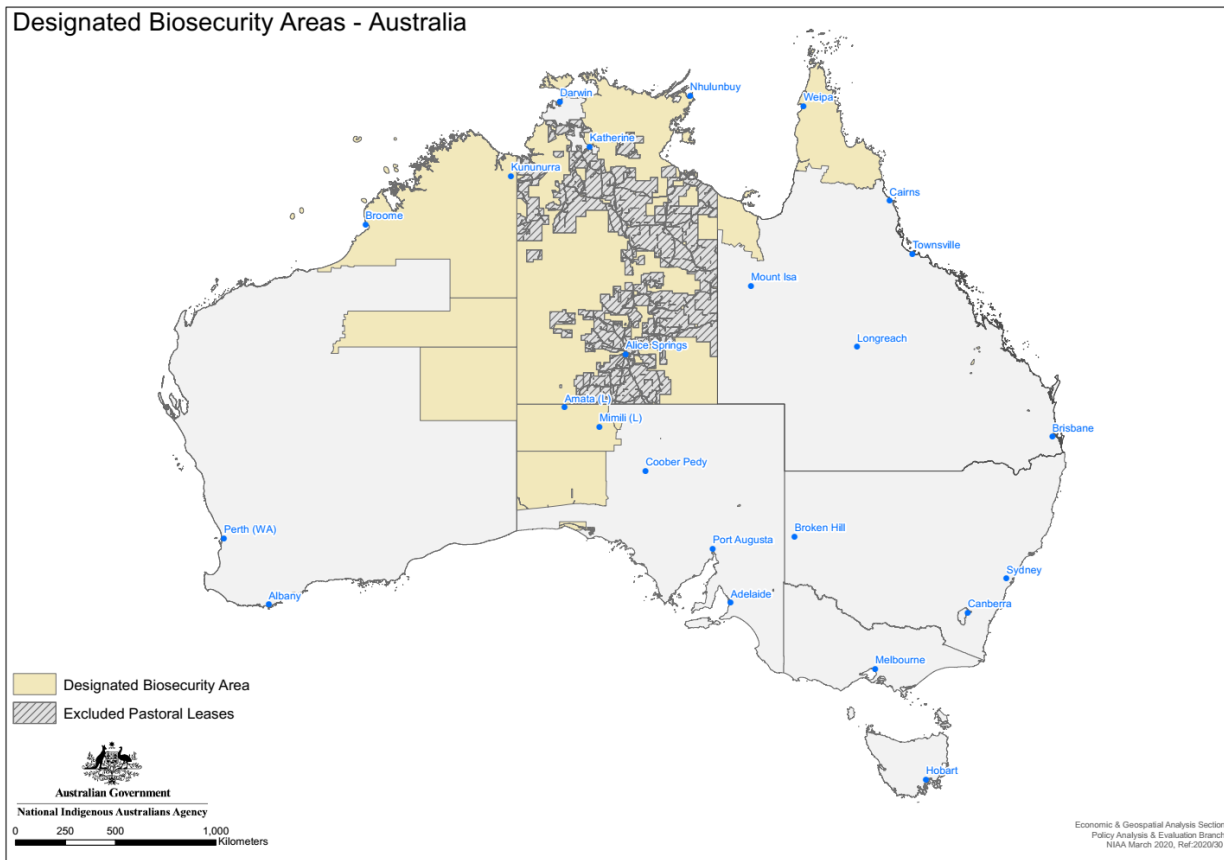 Designated Biosecurity Areas - Australia
Darwin
Nhulunbuy
Weipa
Katherine
Kununurra
Cairns
Broome
Townsville
Mount Isa
Longreach
Alice Springs
Amata (L)
Mimili (L)
Brisbane
Coober Pedy
Perth (WA)
Broken Hill
Port Augusta
Sydney
Albany
Adelaide
Canberra
Melbourne
Designated Biosecurity Area
Excluded Pastoral Leases
Hobart
Australian Government
National Indigenous Australians Agency
0 250 500 1,000
Kilometers
Economic & Geospatial Analysis Section
Policy Analysis & Evaluation Branch
NIAA March 2020, Ref:2020/30